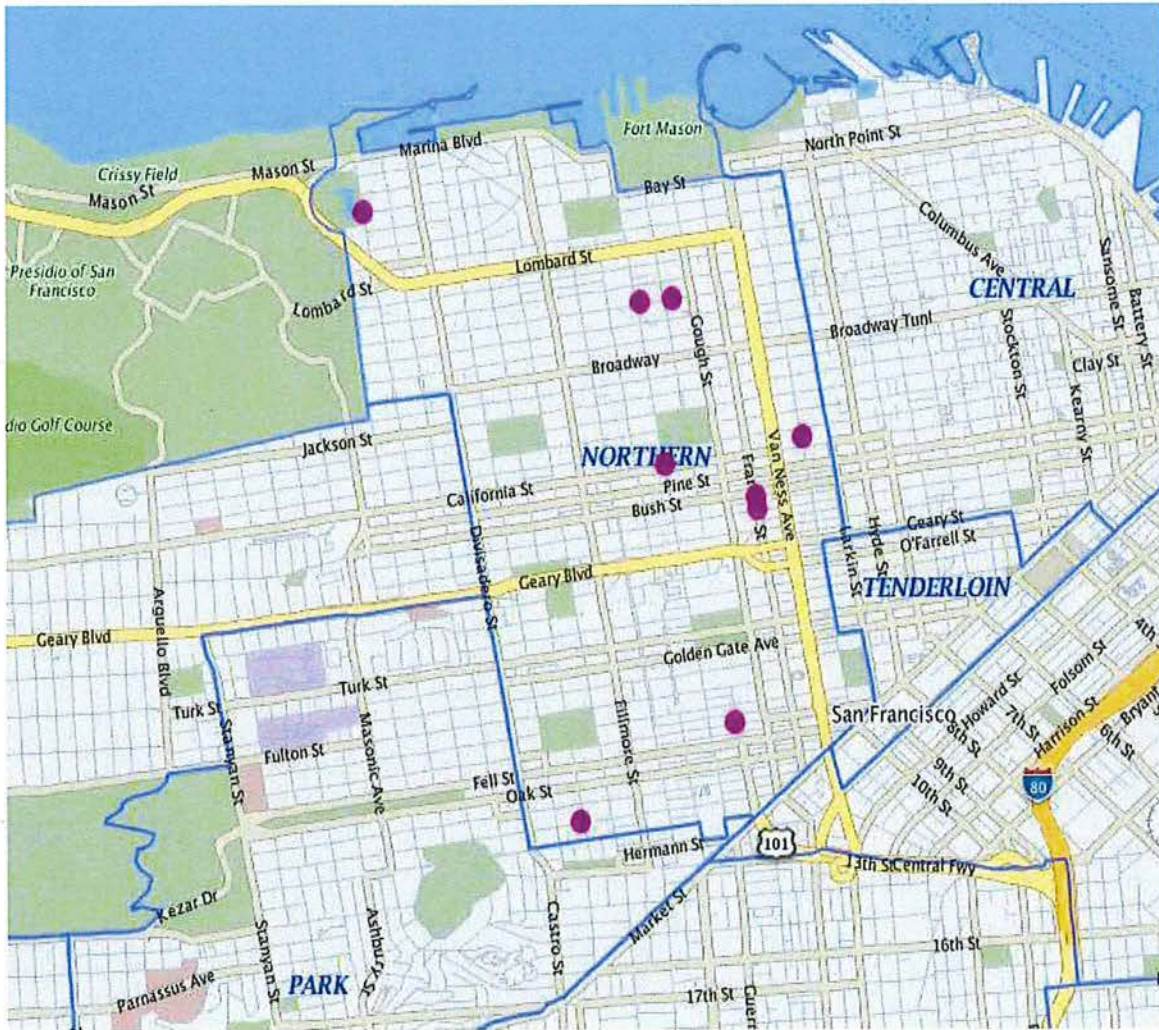 Fort Mason
North Point St
Marina Blvd
Mason St
Crissy Field
Mason St
Bay St
Columbus Ave
Sansome St
Battery St
Presidio of San
Francisco
Lombard St
Lombard St
CENTRAL
Stockton St
Broadway Tunl
Gough St
Broadway
Clay St
Kearny St
dio Golf Course
Jackson St
NORTHERN
Van Ness Ave
California St
Pine St
Bush St
Fran
St
Divisadero St
Larkin St
Hyde St
Geary St
O'Farrell St
TENDERLOIN
Geary Blvd
Geary Blvd
Arguello Blvd
Golden Gate Ave
4th
Folsom St
Turk St
Turk St
Fillmore St
San Francisco
Howard St
8th St
7th St
Harrison St
6th St
Bryant
Stanyan St
Masonic Ave
Fulton St
Fell St
Oak St
9th St
10th St
80
Hermann St
101
13th St
Central Fwy
Kezar Dr
Market St
Stanyan St
Ashbury St
Castro St
16th St
PARK
Parnassus Ave
17th St
Guerr